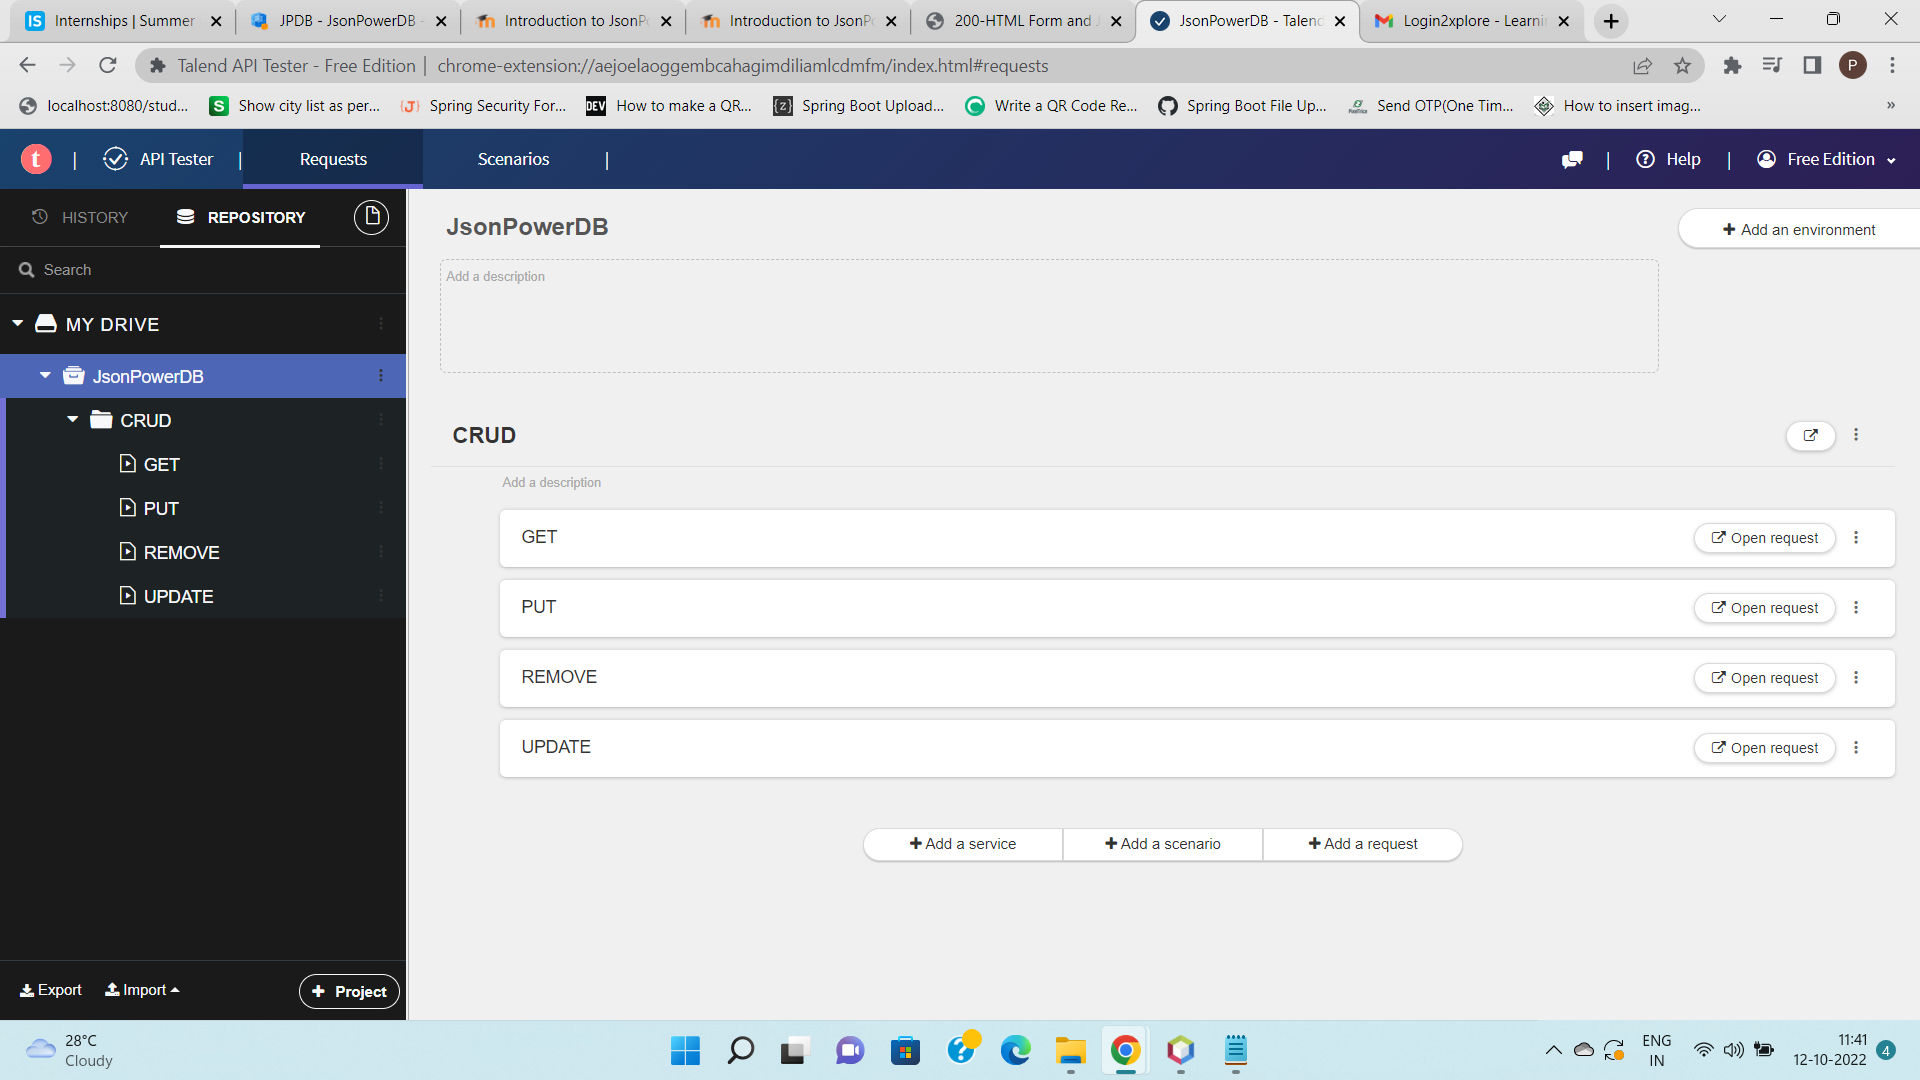 Internships | Summer
JPDB - JsonPowerDB -
Introduction to JsonP
Introduction to JsonP
200-HTML Form and J
JsonPowerDB - Talend
Login2xplore - Learnin
Talend API Tester - Free Edition | chrome-extension://aejoelaoggembcahagimdiliamlcdmfm/index.html#requests
P
localhost:8080/stud...
Show city list as per...
Spring Security For...
DEV How to make a QR...
Spring Boot Upload...
Write a QR Code Re...
Spring Boot File Up...
Send OTP(One Tim...
How to insert imag...
»
t | API Tester | Requests Scenarios |
| Help | Free Edition
HISTORY REPOSITORY
Search
MY DRIVE
JsonPowerDB
CRUD
GET
PUT
REMOVE
UPDATE
Export Import + Project
JsonPowerDB
+ Add an environment
Add a description
CRUD
Add a description
GET Open request
PUT Open request
REMOVE Open request
UPDATE Open request
+ Add a service + Add a scenario + Add a request
28°C
Cloudy
ENG
IN
11:41
12-10-2022
4